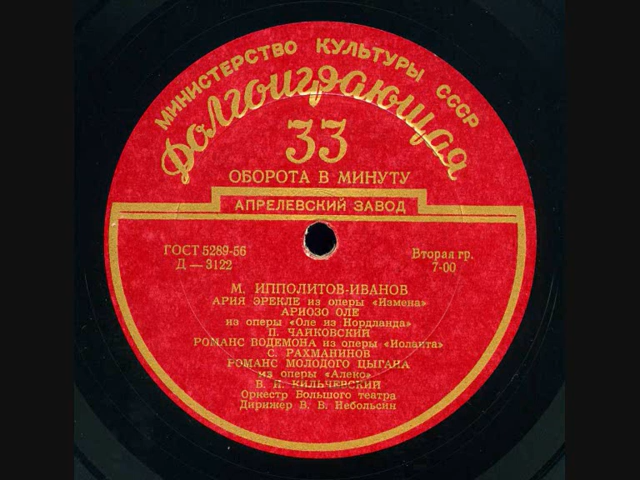 МИНИСТЕРСТВО КУЛЬТУРЫ СССР
Долгоиграющая
33
ОБОРОТА В МИНУТУ
АПРЕЛЕВСКИЙ ЗАВОД
ГОСТ 5289-56
Д — 3122
Вторая гр.
7-00
М. ИППОЛИТОВ-ИВАНОВ
АРИЯ ЭРЕКЛЕ из оперы «Измена»
АРИОЗО ОЛЕ
из оперы «Оле из Нордланда»
П. ЧАЙКОВСКИЙ
РОМАНС ВОДЕМОНА из оперы «Иоланта»
С. РАХМАНИНОВ
РОМАНС МОЛОДОГО ЦЫГАНА
из оперы «Алеко»
В. И. КИЛЬЧЕВСКИЙ
Оркестр Большого театра
Дирижер В. В. Небольсин